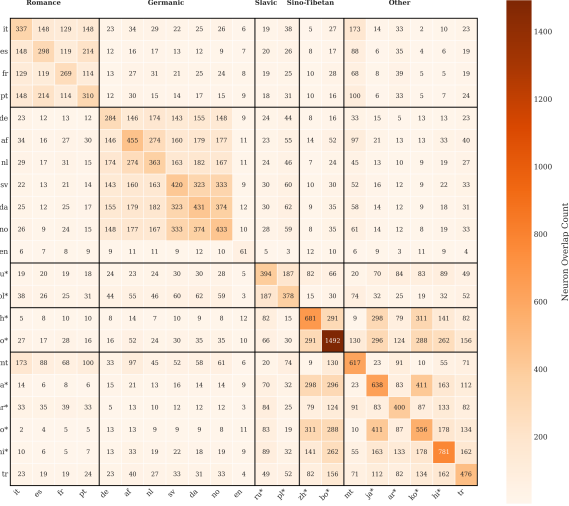 Romance Germanic Slavic Sino-Tibetan Other
it 337 148 129 148 23 34 29 22 25 26 6 19 38 5 27 173 14 33 2 10 23
es 148 298 119 214 12 16 17 13 12 9 7 20 26 8 17 88 6 35 4 6 19
fr 129 119 269 114 13 27 31 21 25 24 8 19 25 10 28 68 8 39 5 5 19
pt 148 214 114 310 12 30 15 14 17 15 9 18 31 10 16 100 6 33 5 7 24
de 23 12 13 12 284 146 174 143 155 148 9 24 44 8 16 33 15 5 13 13 23
af 34 16 27 30 146 455 274 160 179 177 11 23 55 14 52 97 21 13 13 33 40
nl 29 17 31 15 174 274 363 163 182 167 11 24 46 7 24 45 13 10 9 19 27
sv 22 13 21 14 143 160 163 420 323 333 9 30 60 10 30 52 16 12 9 22 33
da 25 12 25 17 155 179 182 323 431 374 12 30 62 9 35 58 14 12 9 18 31
no 26 9 24 15 148 177 167 333 374 433 10 28 59 8 35 61 14 12 8 19 33
en 6 7 8 9 9 11 11 9 12 10 61 5 3 12 10 6 9 3 11 9 4
u* 19 20 19 18 24 23 24 30 30 28 5 394 187 82 66 20 70 84 83 89 49
pl* 38 26 25 31 44 55 46 60 62 59 3 187 378 15 30 74 32 25 19 32 52
h* 5 8 10 10 8 14 7 10 9 8 12 82 15 681 291 9 298 79 311 141 82
o* 27 17 28 16 16 52 24 30 35 35 10 66 30 291 1492 130 296 124 288 262 156
mt 173 88 68 100 33 97 45 52 58 61 6 20 74 9 130 617 23 91 10 55 71
a* 14 6 8 6 15 21 13 16 14 14 9 70 32 298 296 23 638 83 411 163 112
ar* 33 35 39 33 5 13 10 12 12 12 3 84 25 79 124 91 83 400 87 133 82
o* 2 4 5 5 13 13 9 9 9 8 11 83 19 311 288 10 411 87 556 178 134
hi* 10 6 5 7 13 33 19 22 18 19 9 89 32 141 262 55 163 133 178 781 162
tr 23 19 19 24 23 40 27 33 31 33 4 49 52 82 156 71 112 82 134 162 476
it es fr pt de af nl sv da no en ru* pl* zh* bo* mt ja* ar* ko* hi* tr
1400
1200
1000
800
600
400
200
Neuron Overlap Count